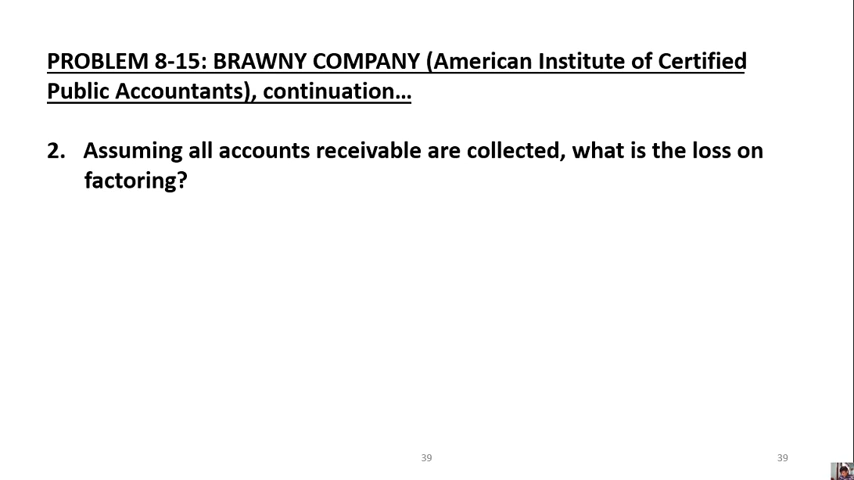 PROBLEM 8-15: BRAWNY COMPANY (American Institute of Certified
Public Accountants), continuation...
2. Assuming all accounts receivable are collected, what is the loss on
factoring?
39
39